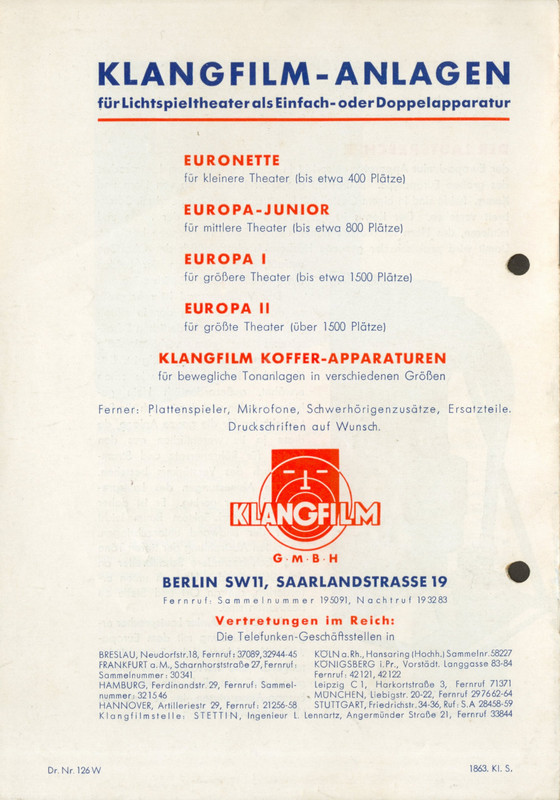 KLANGFILM-ANLAGEN
für Lichtspieltheater als Einfach- oder Doppelapparatur
EURONETTE
für kleinere Theater (bis etwa 400 Plätze)
EUROPA-JUNIOR
für mittlere Theater (bis etwa 800 Plätze)
EUROPA I
für größere Theater (bis etwa 1500 Plätze)
EUROPA II
für größte Theater (über 1500 Plätze)
KLANGFILM KOFFER-APPARATUREN
für bewegliche Tonanlagen in verschiedenen Größen
Ferner: Plattenspieler, Mikrofone, Schwerhörigenzusätze, Ersatzteile.
Druckschriften auf Wunsch.
KLANGFILM
G·M·B·H
BERLIN SW11, SAARLANDSTRASSE 19
Fernruf: Sammelnummer 195091, Nachtruf 193283
Vertretungen im Reich:
Die Telefunken-Geschäftsstellen in
BRESLAU, Neudorfstr. 18, Fernruf: 37089, 32944-45
FRANKFURT a. M., Scharnhorststraße 27, Fernruf:
Sammelnummer: 30341
HAMBURG, Ferdinandstr. 29, Fernruf: Sammel-
nummer: 321546
HANNOVER, Artilleriestr 29, Fernruf: 21256-58
KÖLN a. Rh., Hansaring (Hochh.) Sammelnr. 58227
KÖNIGSBERG i. Pr., Vorstädt. Langgasse 83-84
Fernruf: 42121, 42122
Leipzig C 1, Harkortstraße 3, Fernruf 71371
MÜNCHEN, Liebigstr. 20-22, Fernruf 297662-64
STUTTGART, Friedrichstr. 34-36, Ruf: S.A 28458-59
Klangfilmstelle: STETTIN, Ingenieur L. Lennartz, Angermünder Straße 21, Fernruf 33844
Dr. Nr. 126 W
1863. Kl. S.